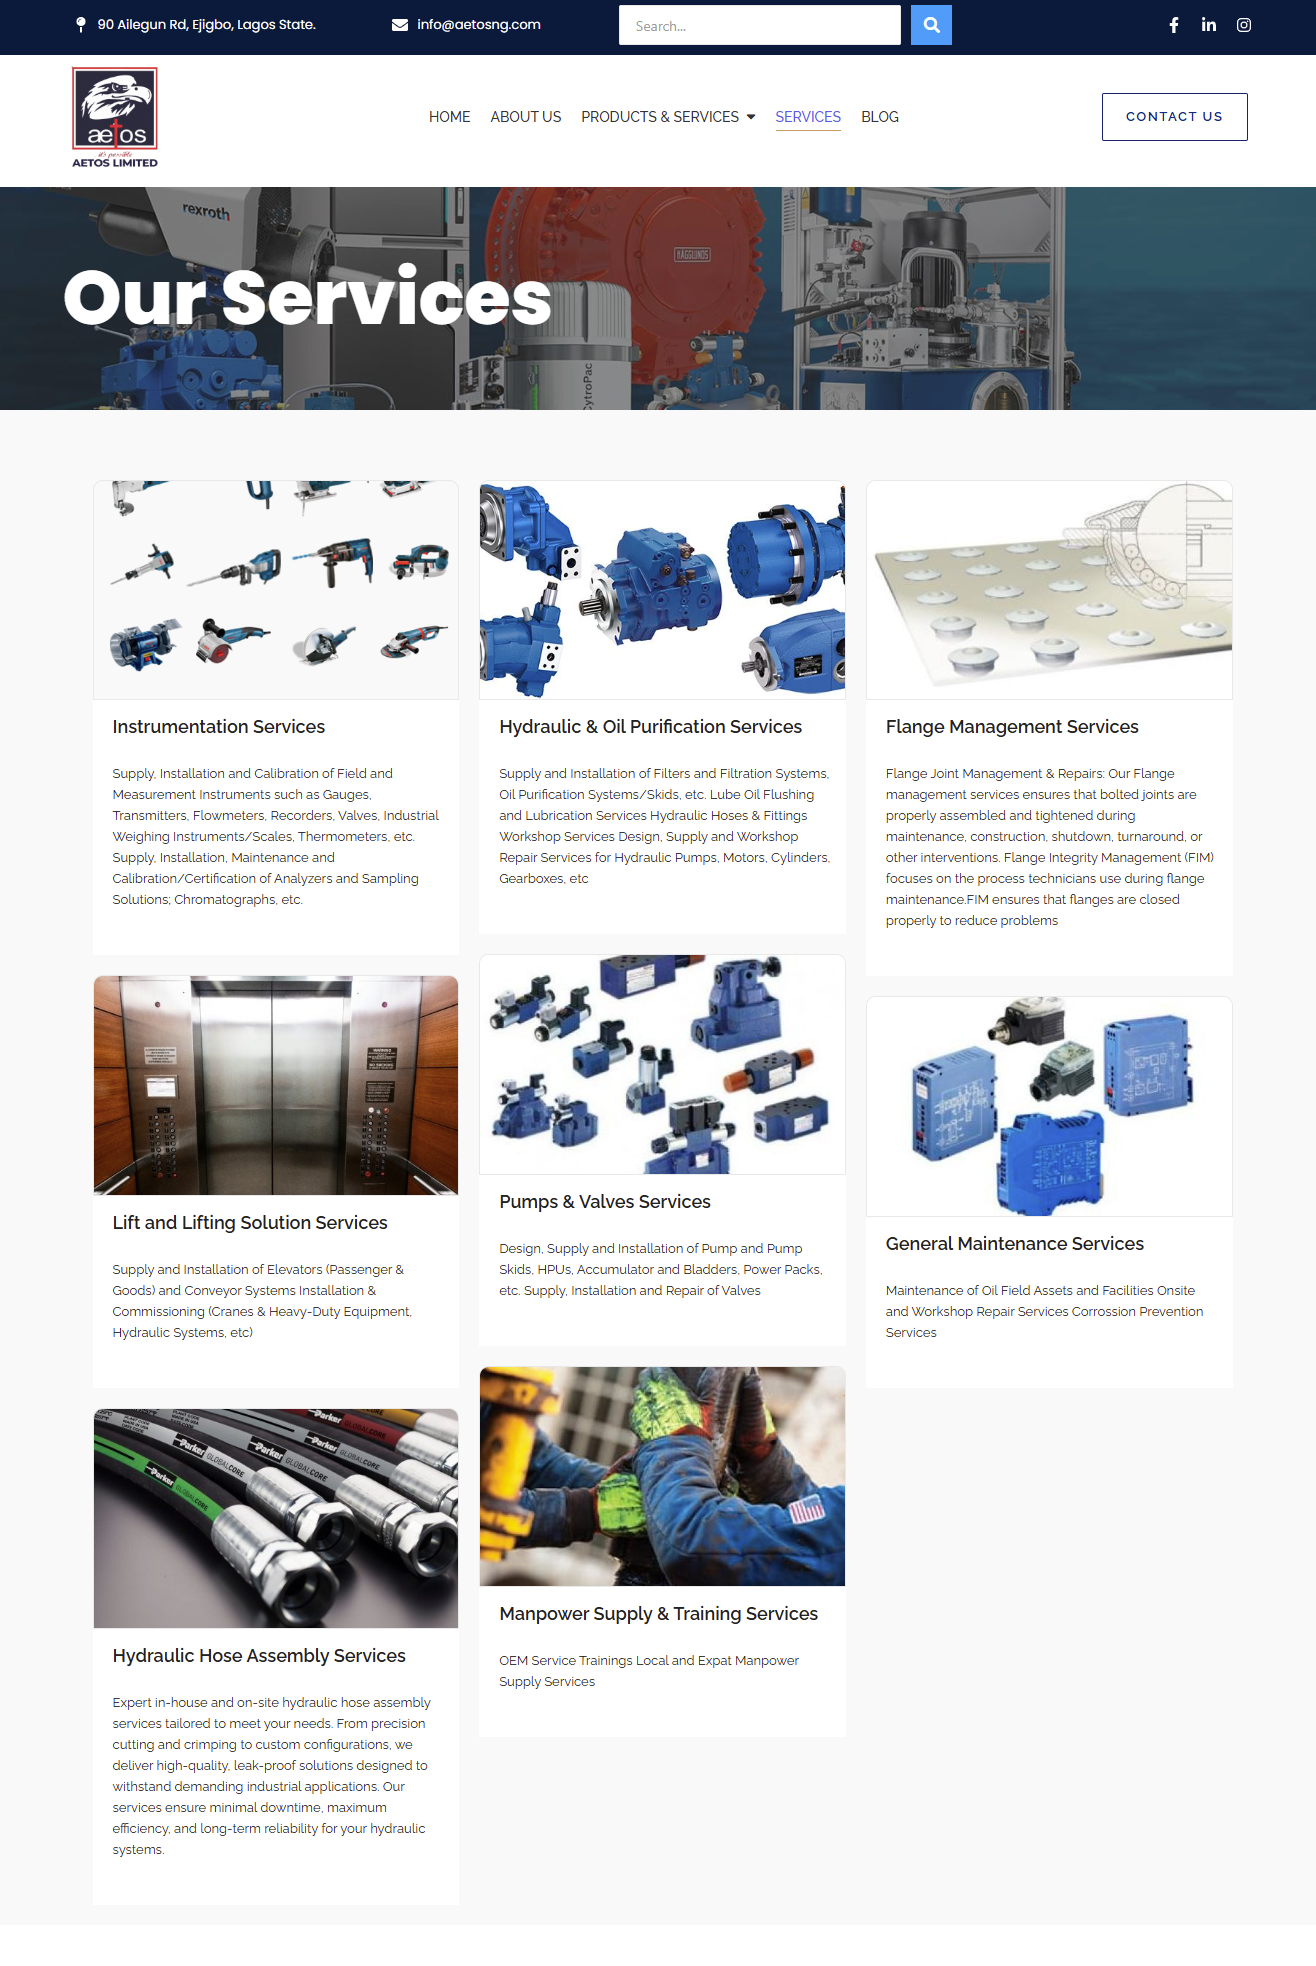 90 Ailegun Rd, Ejigbo, Lagos State.
info@aetosng.com
Search...
aetos
it's possible
AETOS LIMITED
HOME
ABOUT US
PRODUCTS & SERVICES
SERVICES
BLOG
CONTACT US
rexroth
HÄGGLUNDS
CytroPac
Our Services
Instrumentation Services
Supply, Installation and Calibration of Field and
Measurement Instruments such as Gauges,
Transmitters, Flowmeters, Recorders, Valves, Industrial
Weighing Instruments/Scales, Thermometers, etc.
Supply, Installation, Maintenance and
Calibration/Certification of Analyzers and Sampling
Solutions; Chromatographs, etc.
Hydraulic & Oil Purification Services
Supply and Installation of Filters and Filtration Systems,
Oil Purification Systems/Skids, etc. Lube Oil Flushing
and Lubrication Services Hydraulic Hoses & Fittings
Workshop Services Design, Supply and Workshop
Repair Services for Hydraulic Pumps, Motors, Cylinders,
Gearboxes, etc
Flange Management Services
Flange Joint Management & Repairs: Our Flange
management services ensures that bolted joints are
properly assembled and tightened during
maintenance, construction, shutdown, turnaround, or
other interventions. Flange Integrity Management (FIM)
focuses on the process technicians use during flange
maintenance.FIM ensures that flanges are closed
properly to reduce problems
Lift and Lifting Solution Services
Supply and Installation of Elevators (Passenger &
Goods) and Conveyor Systems Installation &
Commissioning (Cranes & Heavy-Duty Equipment,
Hydraulic Systems, etc)
Pumps & Valves Services
Design, Supply and Installation of Pump and Pump
Skids, HPUs, Accumulator and Bladders, Power Packs,
etc. Supply, Installation and Repair of Valves
General Maintenance Services
Maintenance of Oil Field Assets and Facilities Onsite
and Workshop Repair Services Corrossion Prevention
Services
Parker GLOBALCORE
Parker GLOBALCORE
Parker GLOBALCORE
Parker GLOBALCORE
Hydraulic Hose Assembly Services
Expert in-house and on-site hydraulic hose assembly
services tailored to meet your needs. From precision
cutting and crimping to custom configurations, we
deliver high-quality, leak-proof solutions designed to
withstand demanding industrial applications. Our
services ensure minimal downtime, maximum
efficiency, and long-term reliability for your hydraulic
systems.
Manpower Supply & Training Services
OEM Service Trainings Local and Expat Manpower
Supply Services